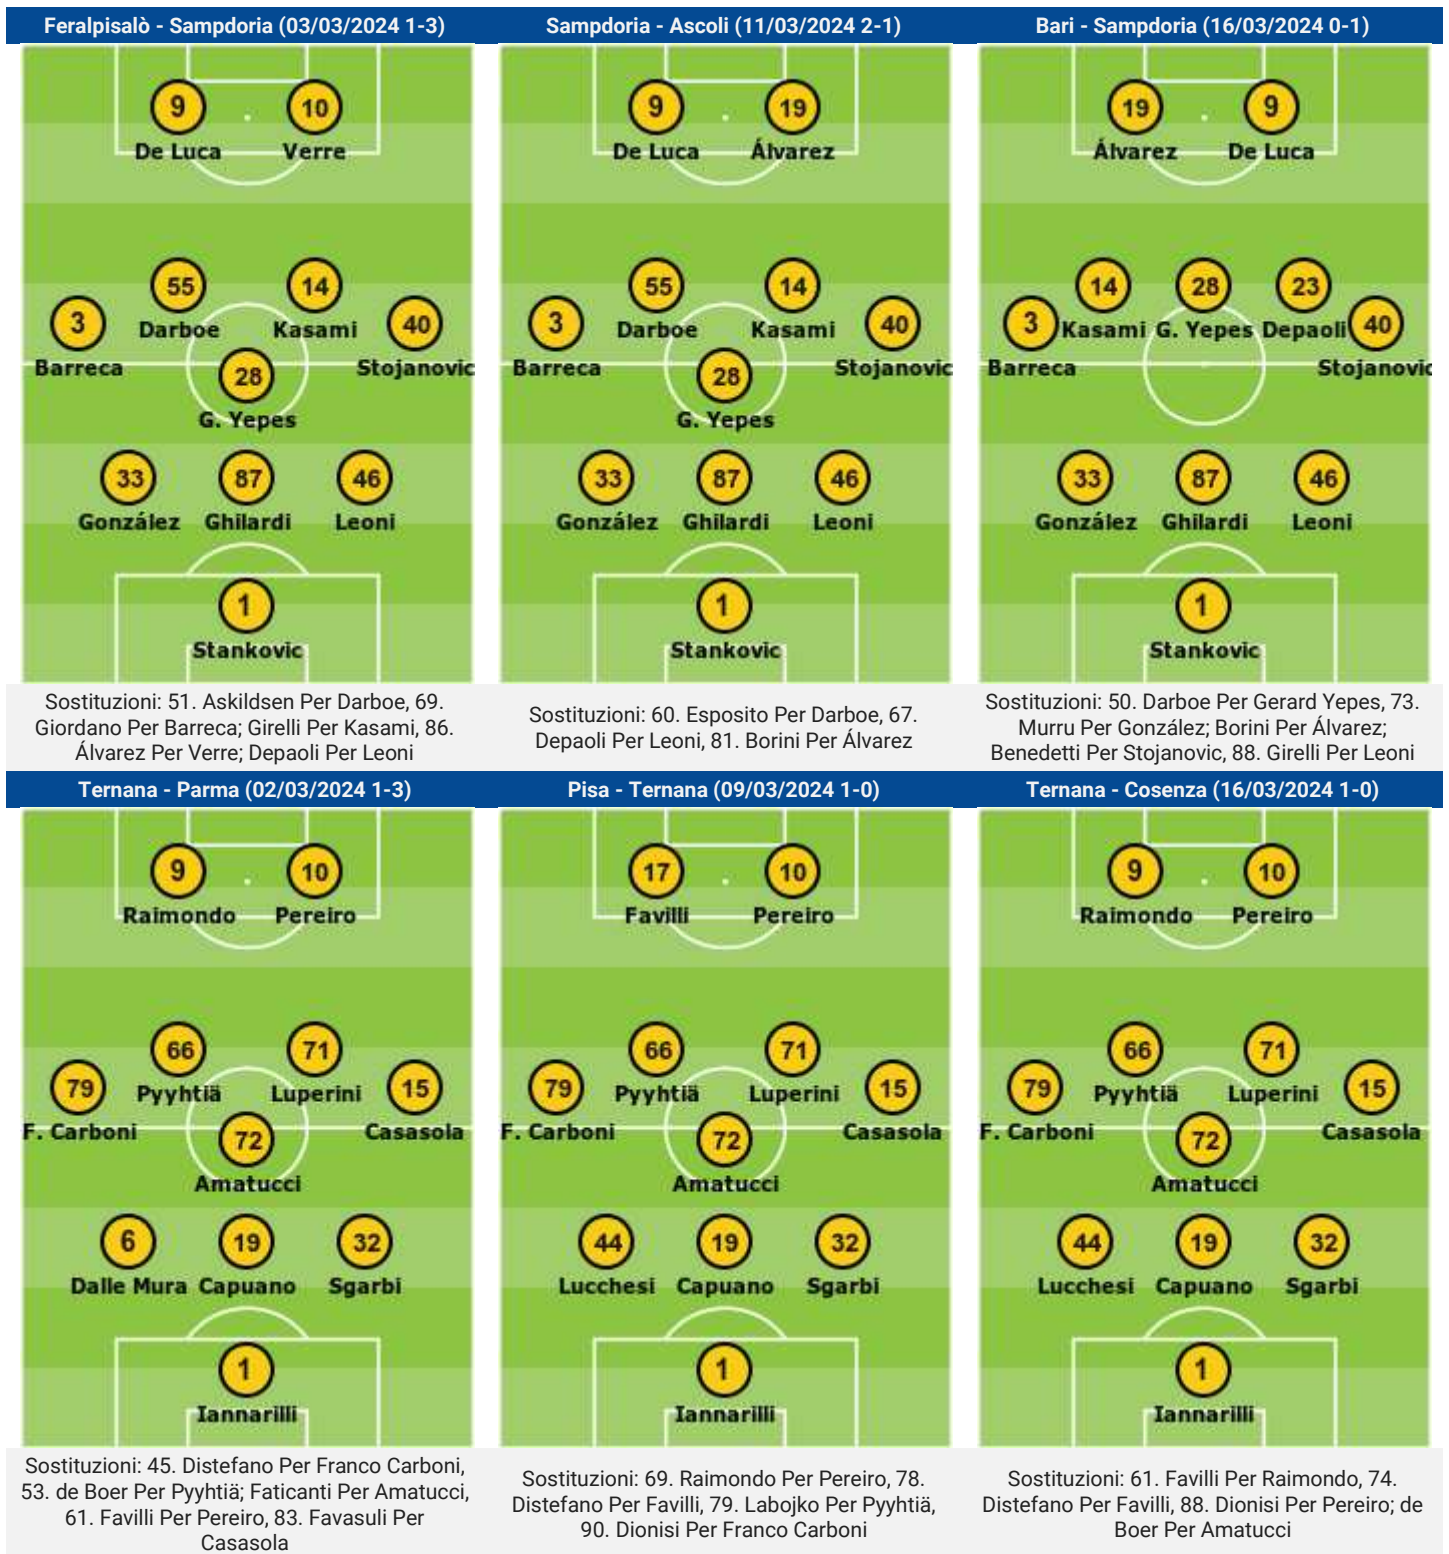 Feralpisalò - Sampdoria (03/03/2024 1-3)
9 10
De Luca Verre
55 14
3 Darboe Kasami 40
Barreca Stojanovic
28
G. Yepes
33 87 46
González Ghilardi Leoni
1
Stankovic
Sostituzioni: 51. Askildsen Per Darboe, 69.
Giordano Per Barreca; Girelli Per Kasami, 86.
Álvarez Per Verre; Depaoli Per Leoni
Sampdoria - Ascoli (11/03/2024 2-1)
9 19
De Luca Álvarez
55 14
3 Darboe Kasami 40
Barreca Stojanovic
28
G. Yepes
33 87 46
González Ghilardi Leoni
1
Stankovic
Sostituzioni: 60. Esposito Per Darboe, 67.
Depaoli Per Leoni, 81. Borini Per Álvarez
Bari - Sampdoria (16/03/2024 0-1)
19 9
Álvarez De Luca
14 28 23
3 Kasami G. Yepes Depaoli 40
Barreca Stojanovic
33 87 46
González Ghilardi Leoni
1
Stankovic
Sostituzioni: 50. Darboe Per Gerard Yepes, 73.
Murru Per González; Borini Per Álvarez;
Benedetti Per Stojanovic, 88. Girelli Per Leoni
Ternana - Parma (02/03/2024 1-3)
9 10
Raimondo Pereiro
66 71
79 Pyyhtiä Luperini 15
F. Carboni Casasola
72
Amatucci
6 19 32
Dalle Mura Capuano Sgarbi
1
Iannarilli
Sostituzioni: 45. Distefano Per Franco Carboni,
53. de Boer Per Pyyhtiä; Faticanti Per Amatucci,
61. Favilli Per Pereiro, 83. Favasuli Per
Casasola
Pisa - Ternana (09/03/2024 1-0)
17 10
Favilli Pereiro
66 71
79 Pyyhtiä Luperini 15
F. Carboni Casasola
72
Amatucci
44 19 32
Lucchesi Capuano Sgarbi
1
Iannarilli
Sostituzioni: 69. Raimondo Per Pereiro, 78.
Distefano Per Favilli, 79. Labojko Per Pyyhtiä,
90. Dionisi Per Franco Carboni
Ternana - Cosenza (16/03/2024 1-0)
9 10
Raimondo Pereiro
66 71
79 Pyyhtiä Luperini 15
F. Carboni Casasola
72
Amatucci
44 19 32
Lucchesi Capuano Sgarbi
1
Iannarilli
Sostituzioni: 61. Favilli Per Raimondo, 74.
Distefano Per Favilli, 88. Dionisi Per Pereiro; de
Boer Per Amatucci